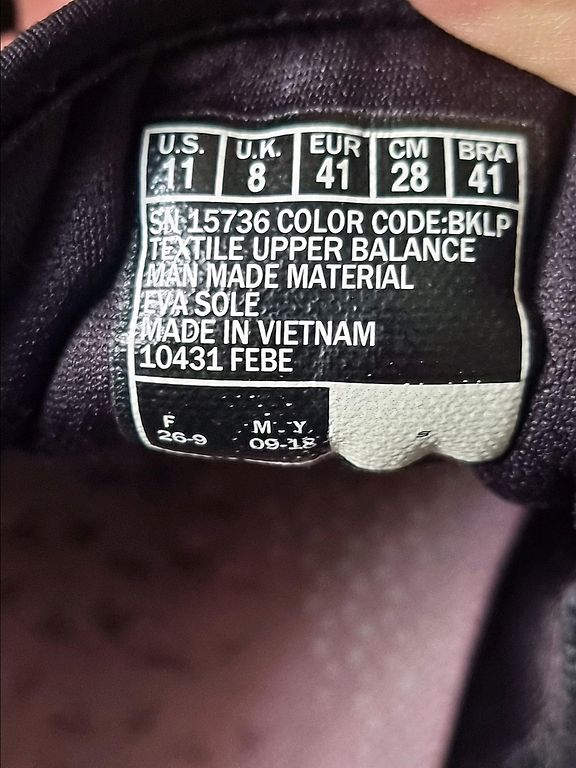 U.S. U.K. EUR CM BRA
11 8 41 28 41
SN:15736 COLOR CODE:BKLP
TEXTILE UPPER BALANCE
MAN MADE MATERIAL
EVA SOLE
MADE IN VIETNAM
10431 FEBE
F M-Y
26-9 09-18